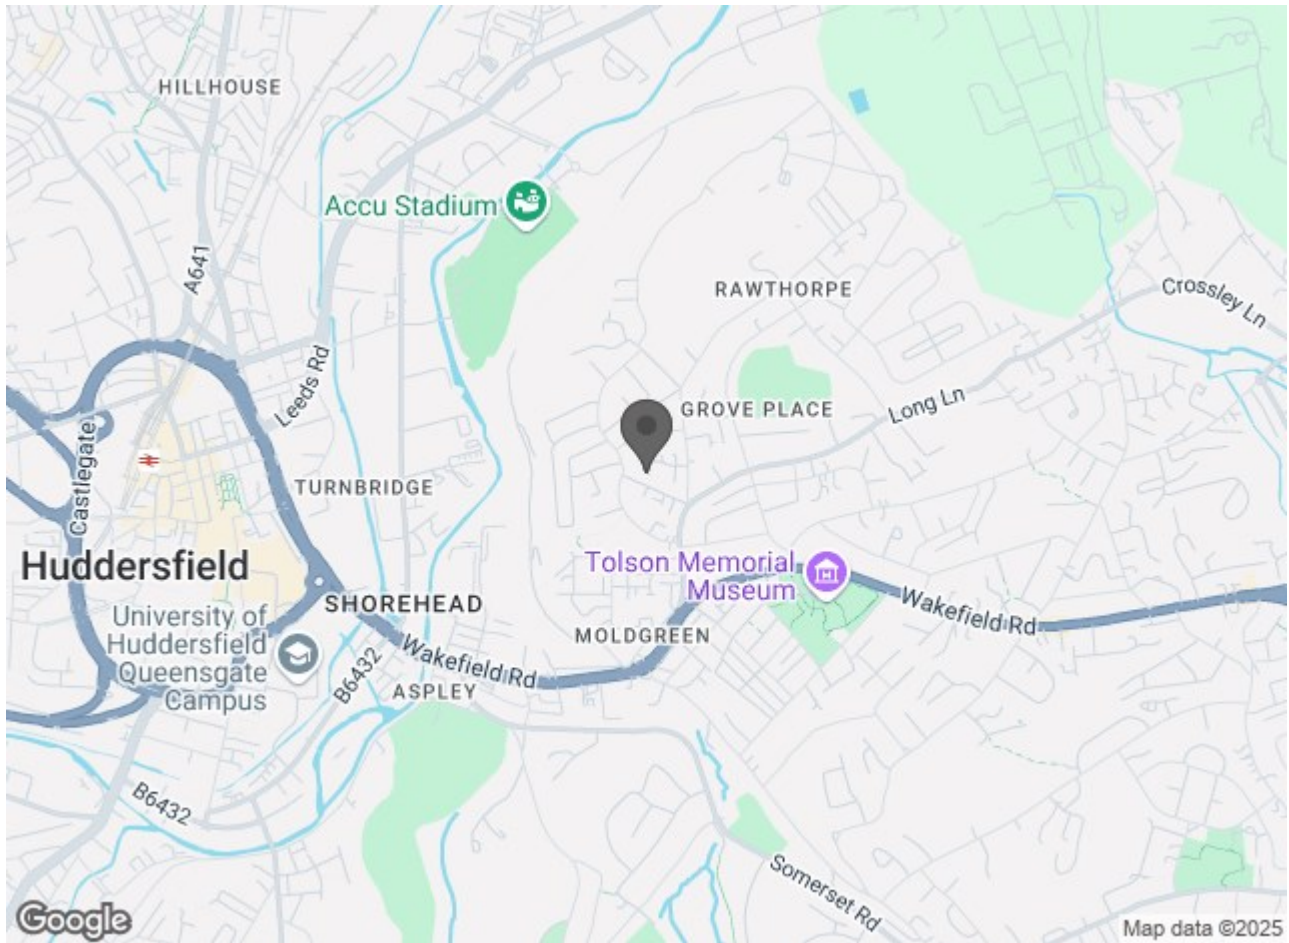 HILLHOUSE
Accu Stadium
A641
RAWTHORPE
Crossley Ln
Leeds Rd
GROVE PLACE
Long Ln
Castlegate
TURNBRIDGE
Huddersfield
Tolson Memorial
Museum
SHOREHEAD
Wakefield Rd
University of
Huddersfield
Queensgate
Campus
MOLDGREEN
Wakefield Rd
B6432
ASPLEY
B6432
Somerset Rd
Google
Map data ©2025